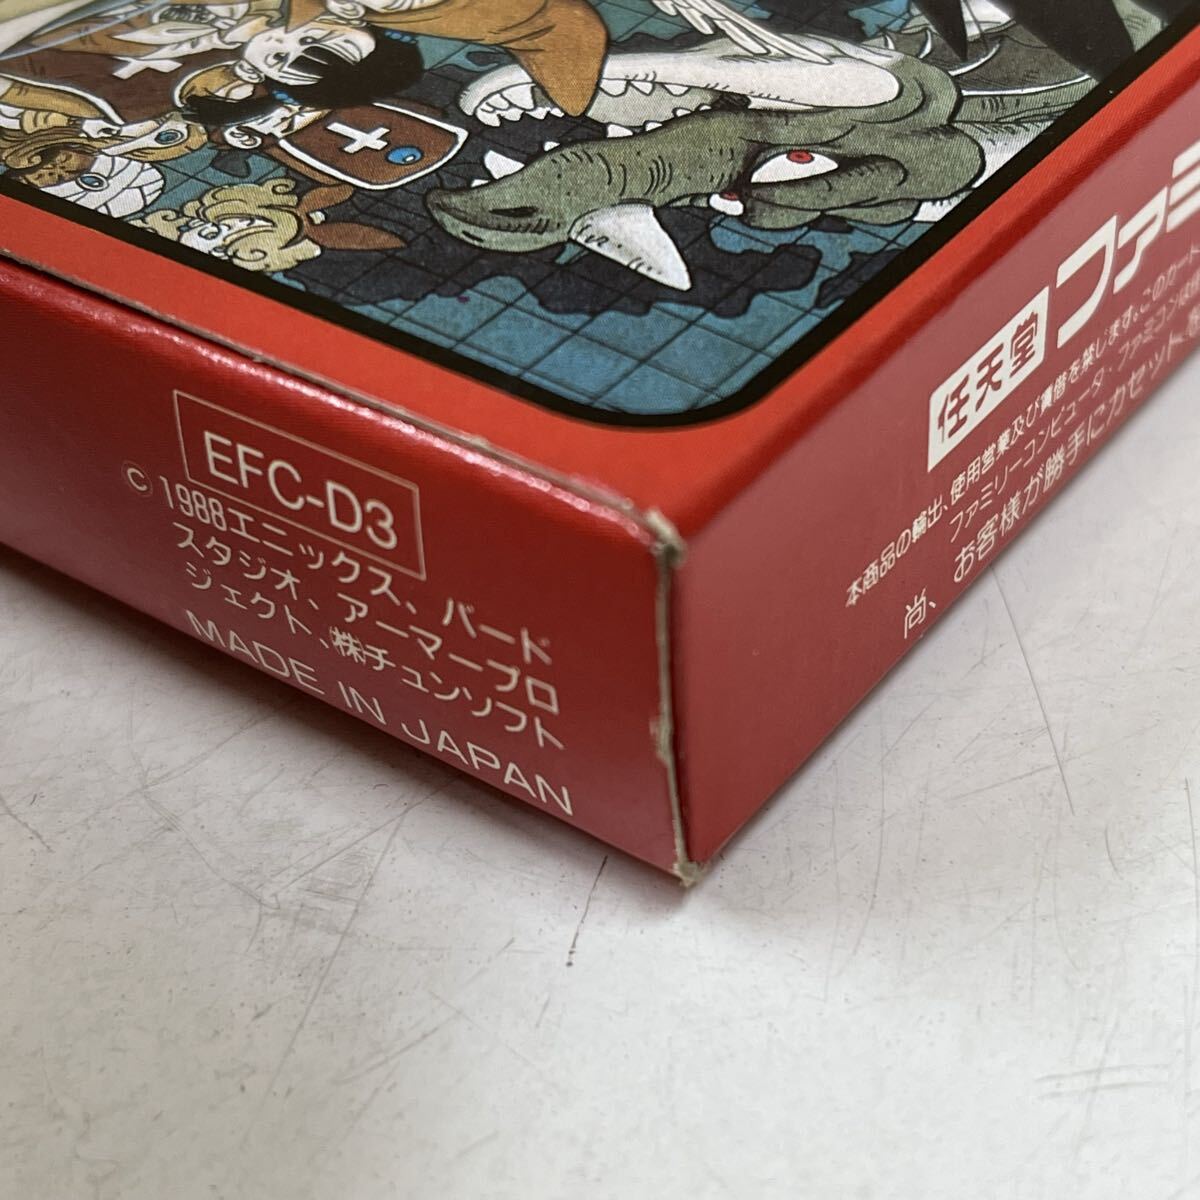 EFC-D3
©1988エニックス、バード
スタジオ、アーマープロ
ジェクト、㈱チュンソフト
MADE IN JAPAN
任天堂 ファミ
本商品の輸出、使用営業及び賃貸を禁じます。このカート
ファミリーコンピュータ・ファミコンは任
尚、お客様が勝手にカセット